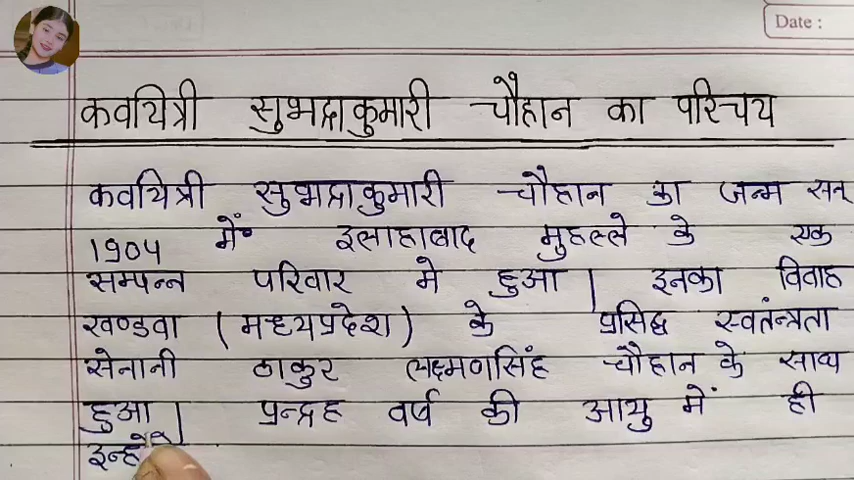 Date :
कवयित्री सुभद्राकुमारी चौहान का परिचय
कवयित्री सुभद्राकुमारी चौहान का जन्म सन्
1904 में इलाहाबाद मुहल्ले के एक
सम्पन्न परिवार मे हुआ | इनका विवाह
खण्डवा (मध्यप्रदेश) के प्रसिद्ध स्वतंन्त्रता
सेनानी ठाकुर लक्ष्मणसिंह चौहान के साथ
हुआ | पन्द्रह वर्ष की आयु में ही